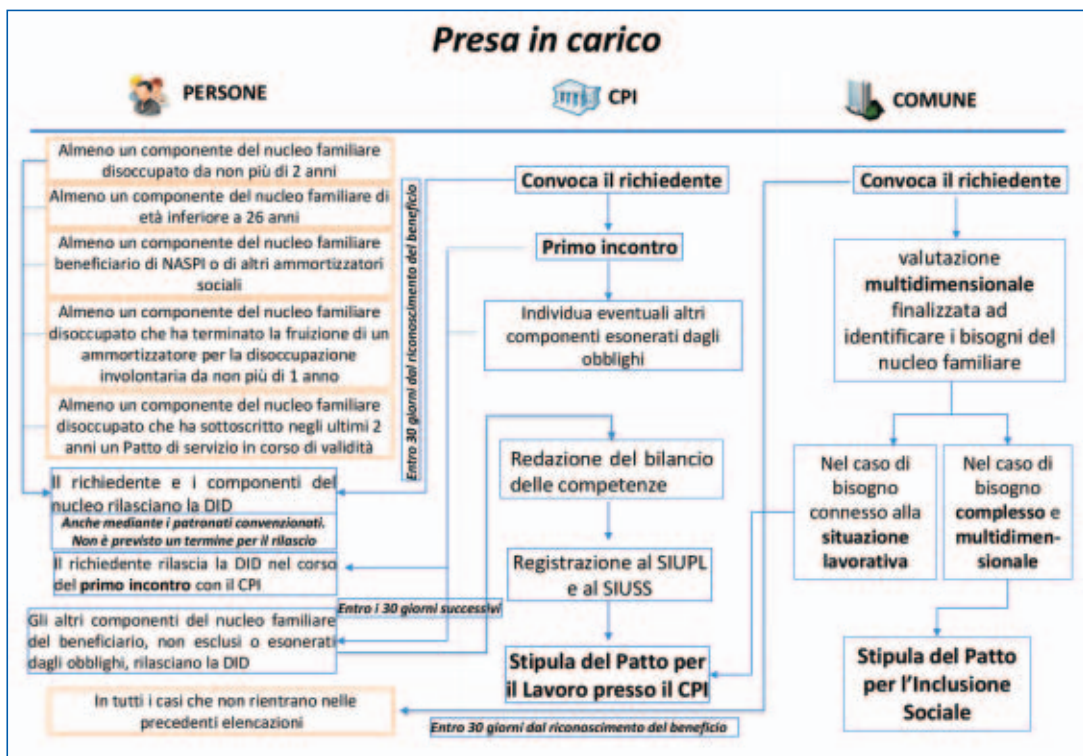 Presa in carico
PERSONE
CPI
COMUNE
Almeno un componente del nucleo familiare
disoccupato da non più di 2 anni
Almeno un componente del nucleo familiare di
età inferiore a 26 anni
Almeno un componente del nucleo familiare
beneficiario di NASPI o di altri ammortizzatori
sociali
Almeno un componente del nucleo familiare
disoccupato che ha terminato la fruizione di un
ammortizzatore per la disoccupazione
involontaria da non più di 1 anno
Almeno un componente del nucleo familiare
disoccupato che ha sottoscritto negli ultimi 2
anni un Patto di servizio in corso di validità
Il richiedente e i componenti del
nucleo rilasciano la DID
Anche mediante i patronati convenzionati.
Non è previsto un termine per il rilascio
Il richiedente rilascia la DID nel corso
del primo incontro con il CPI
Gli altri componenti del nucleo familiare
del beneficiario, non esclusi o esonerati
dagli obblighi, rilasciano la DID
In tutti i casi che non rientrano nelle
precedenti elencazioni
Entro 30 giorni dal riconoscimento del beneficio
Convoca il richiedente
Primo incontro
Individua eventuali altri
componenti esonerati dagli
obblighi
Redazione del bilancio
delle competenze
Registrazione al SIUPL
e al SIUSS
Entro i 30 giorni successivi
Stipula del Patto per
il Lavoro presso il CPI
Entro 30 giorni dal riconoscimento del beneficio
Convoca il richiedente
valutazione
multidimensionale
finalizzata ad
identificare i bisogni del
nucleo familiare
Nel caso di
bisogno
connesso alla
situazione
lavorativa
Nel caso di
bisogno
complesso e
multidimen-
sionale
Stipula del Patto
per l'Inclusione
Sociale